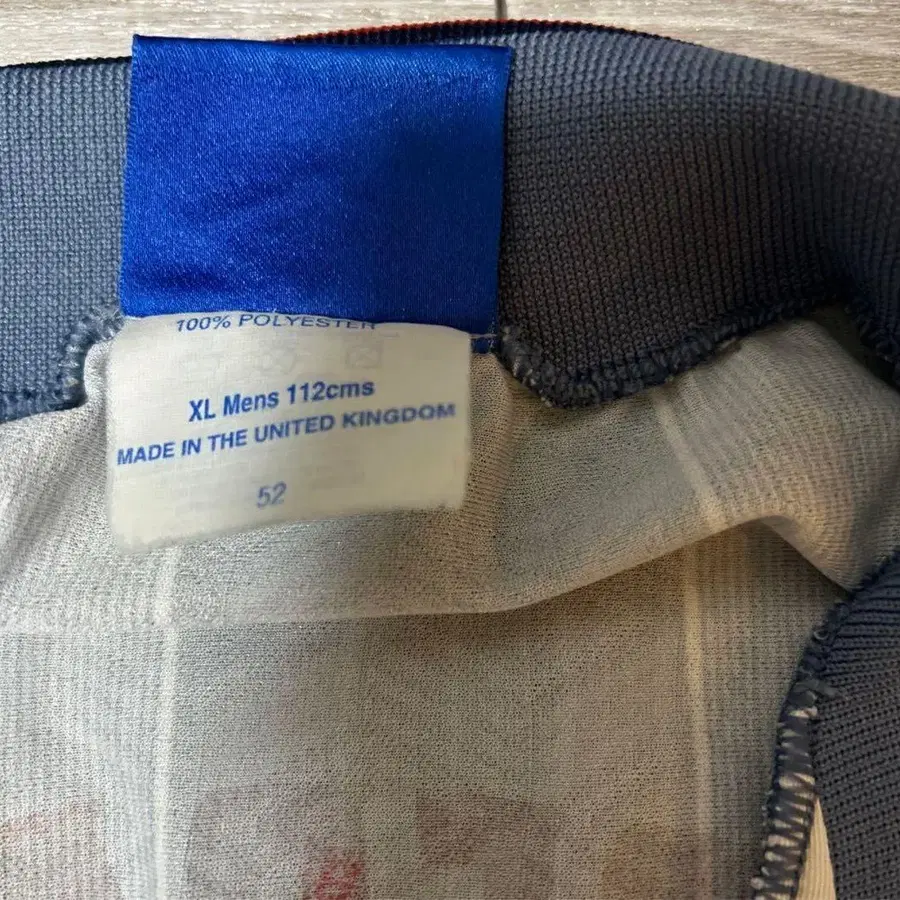 100% POLYESTER
XL Mens 112cms
MADE IN THE UNITED KINGDOM
52